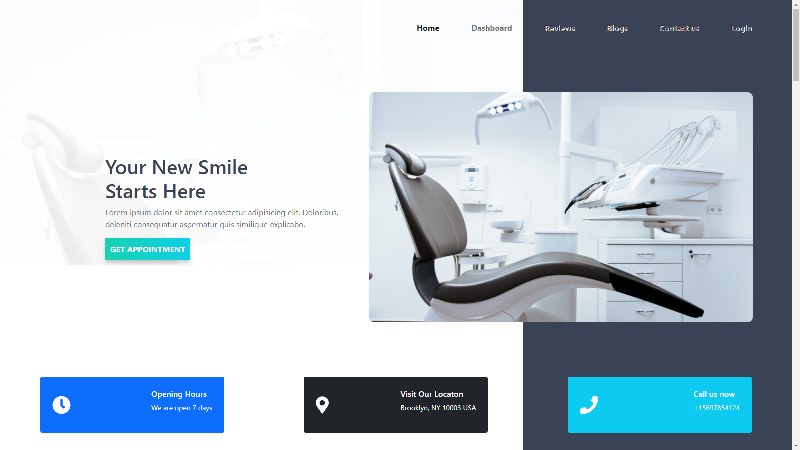 Home Dashboard Reviews Blogs Contact us Login
Your New Smile
Starts Here
Lorem ipsum dolor sit amet consectetur adipisicing elit. Doloribus,
deleniti consequatur aspernatur quis similique explicabo.
GET APPOINTMENT
Opening Hours
We are open 7 days
Visit Our Locaton
Brooklyn, NY 10003 USA
Call us now
+15697854124